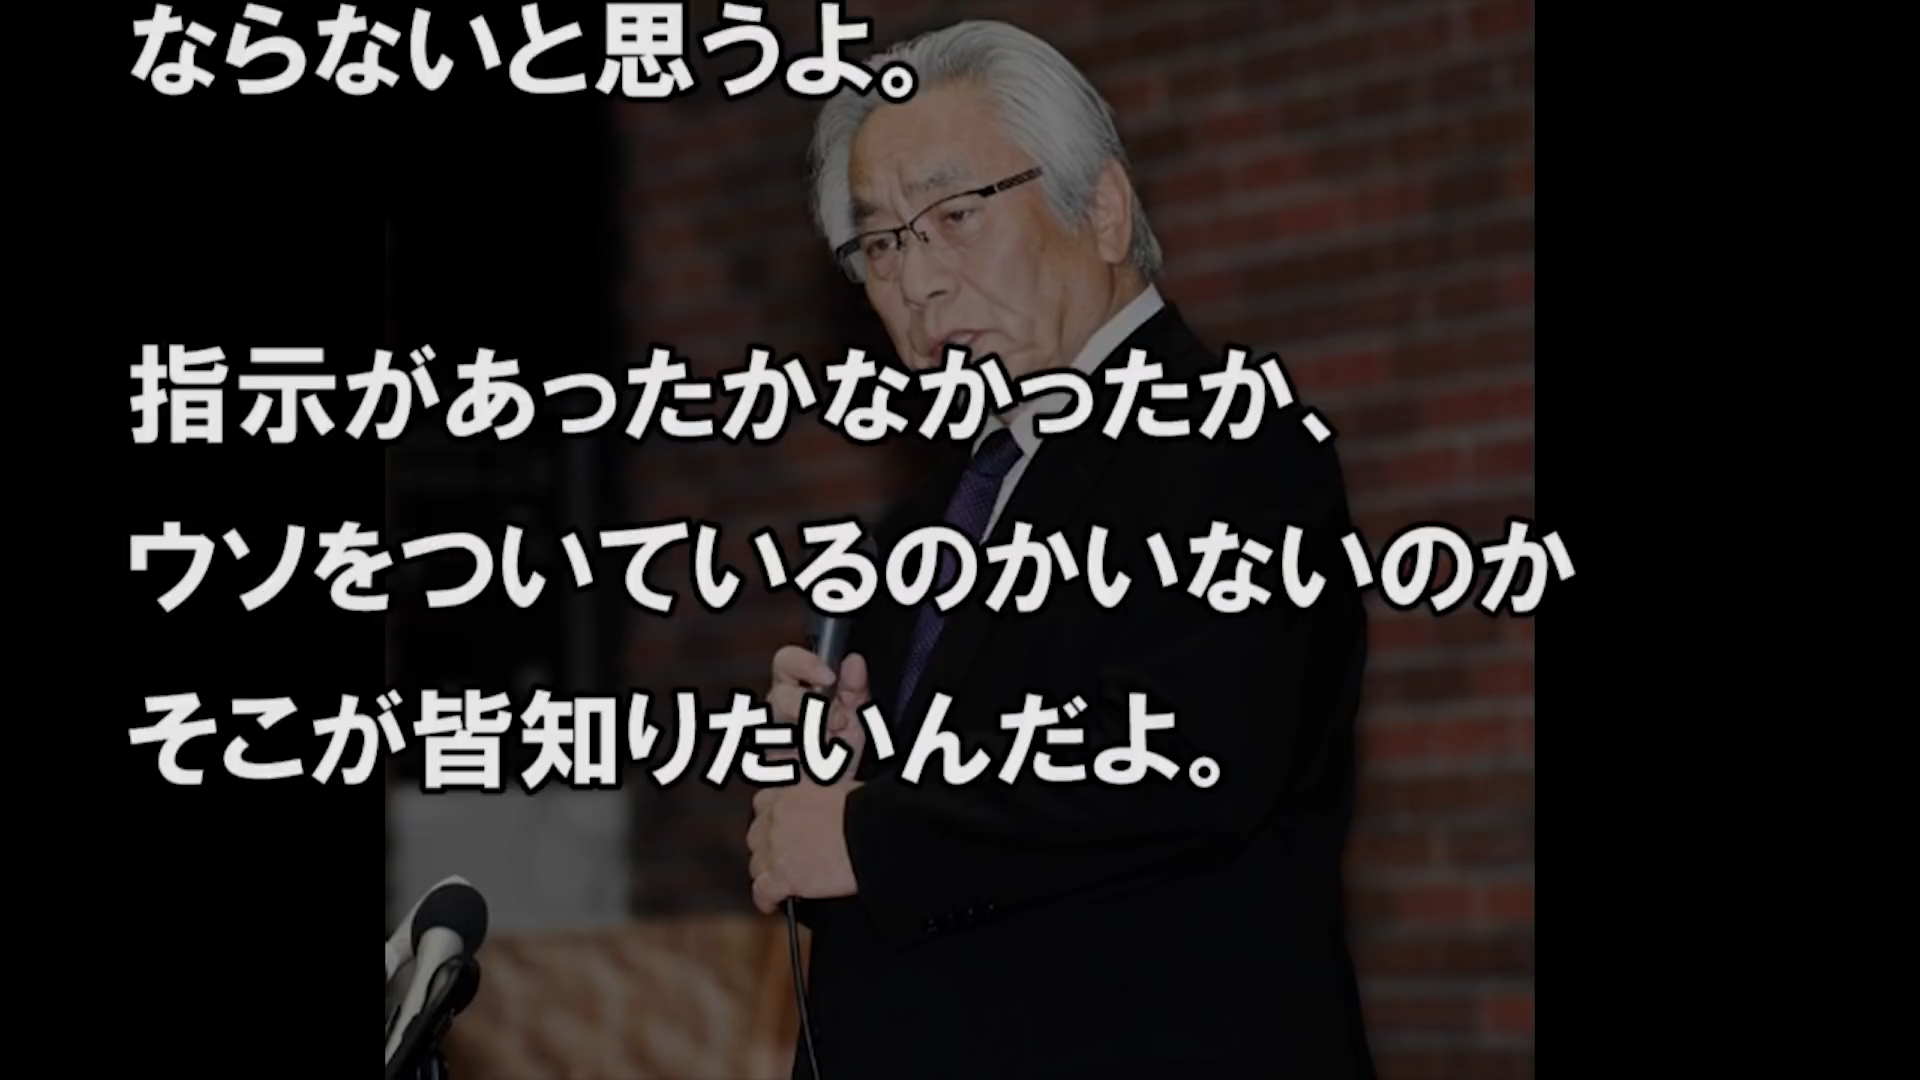 ならないと思うよ。
指示があったかなかったか、
ウソをついているのかいないのか
そこが皆知りたいんだよ。